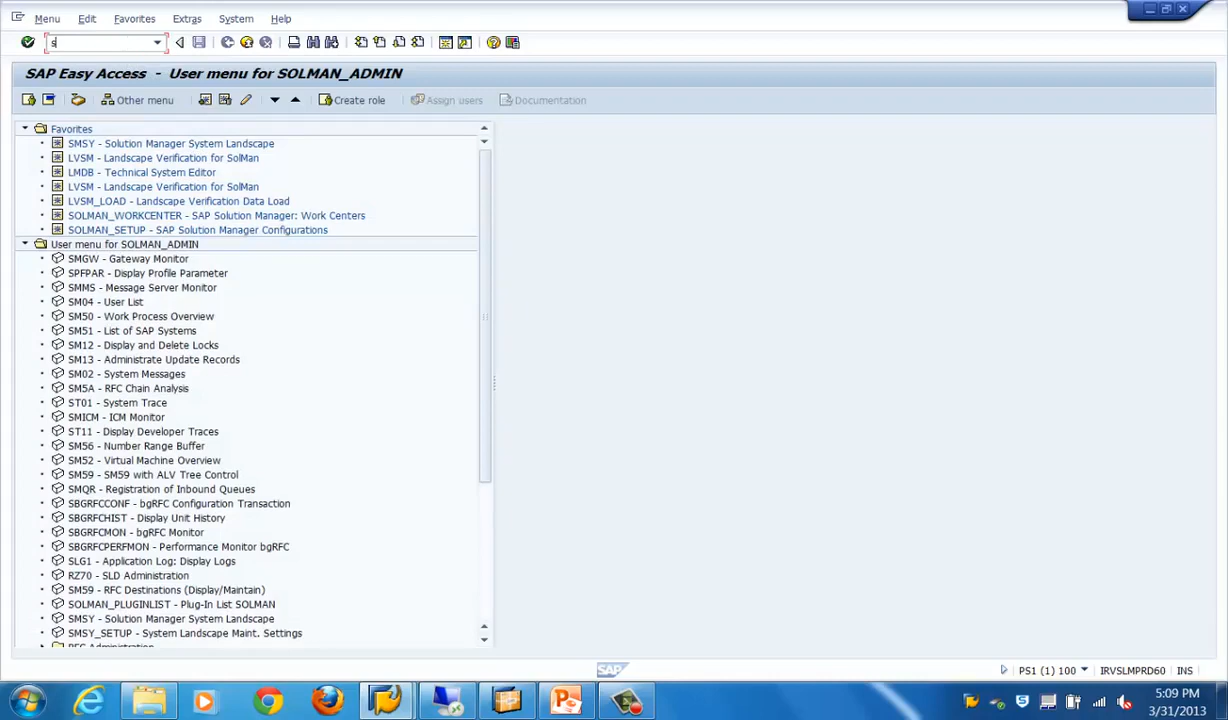 Menu Edit Favorites Extras System Help
s
SAP Easy Access - User menu for SOLMAN_ADMIN
Other menu Create role Assign users Documentation
Favorites
SMSY - Solution Manager System Landscape
LVSM - Landscape Verification for SolMan
LMDB - Technical System Editor
LVSM - Landscape Verification for SolMan
LVSM_LOAD - Landscape Verification Data Load
SOLMAN_WORKCENTER - SAP Solution Manager: Work Centers
SOLMAN_SETUP - SAP Solution Manager Configurations
User menu for SOLMAN_ADMIN
SMGW - Gateway Monitor
SPFPAR - Display Profile Parameter
SMMS - Message Server Monitor
SM04 - User List
SM50 - Work Process Overview
SM51 - List of SAP Systems
SM12 - Display and Delete Locks
SM13 - Administrate Update Records
SM02 - System Messages
SM5A - RFC Chain Analysis
ST01 - System Trace
SMICM - ICM Monitor
ST11 - Display Developer Traces
SM56 - Number Range Buffer
SM52 - Virtual Machine Overview
SM59 - SM59 with ALV Tree Control
SMQR - Registration of Inbound Queues
SBGRFCCONF - bgRFC Configuration Transaction
SBGRFCHIST - Display Unit History
SBGRFCMON - bgRFC Monitor
SBGRFCPERFMON - Performance Monitor bgRFC
SLG1 - Application Log: Display Logs
RZ70 - SLD Administration
SM59 - RFC Destinations (Display/Maintain)
SOLMAN_PLUGINLIST - Plug-In List SOLMAN
SMSY - Solution Manager System Landscape
SMSY_SETUP - System Landscape Maint. Settings
RFC Administration
SAP
PS1 (1) 100 IRVSLMPRD60 INS
5:09 PM
3/31/2013